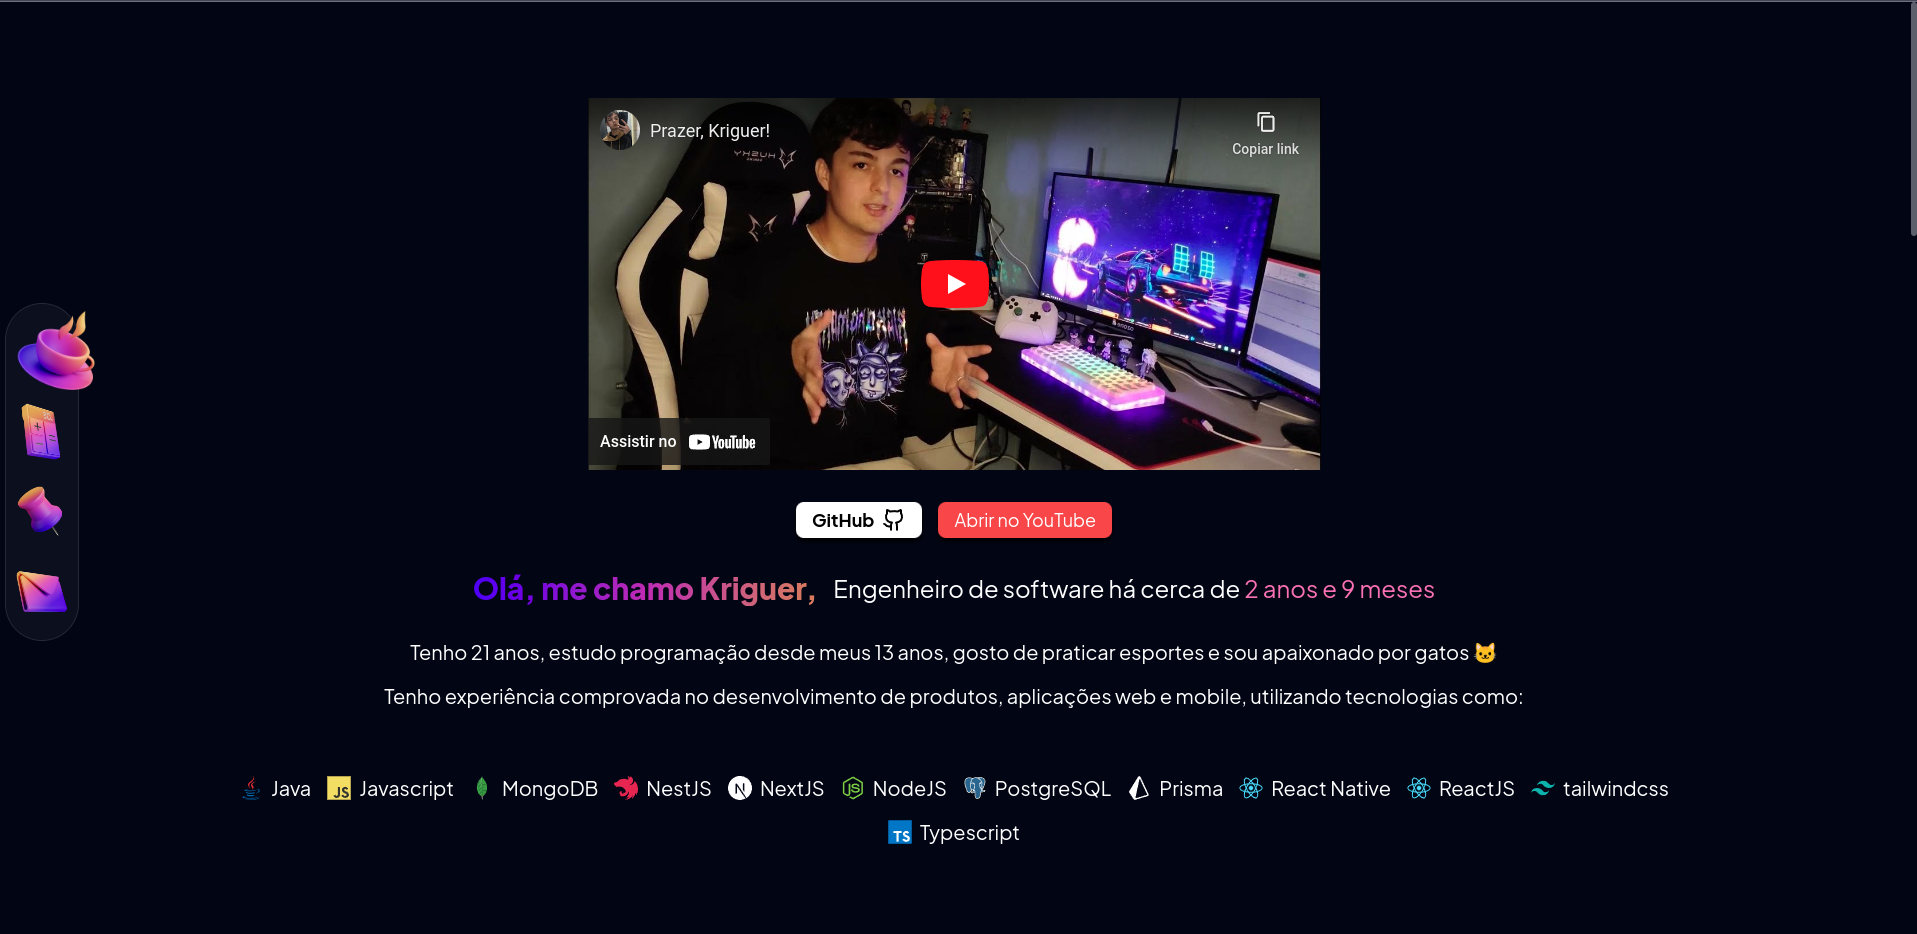 Prazer, Kriguer!
Copiar link
Assistir no YouTube
GitHub
Abrir no YouTube
Olá, me chamo Kriguer, Engenheiro de software há cerca de 2 anos e 9 meses
Tenho 21 anos, estudo programação desde meus 13 anos, gosto de praticar esportes e sou apaixonado por gatos 🐱
Tenho experiência comprovada no desenvolvimento de produtos, aplicações web e mobile, utilizando tecnologias como:
Java JS Javascript MongoDB NestJS N NextJS JS NodeJS PostgreSQL Prisma React Native ReactJS tailwindcss
TS Typescript